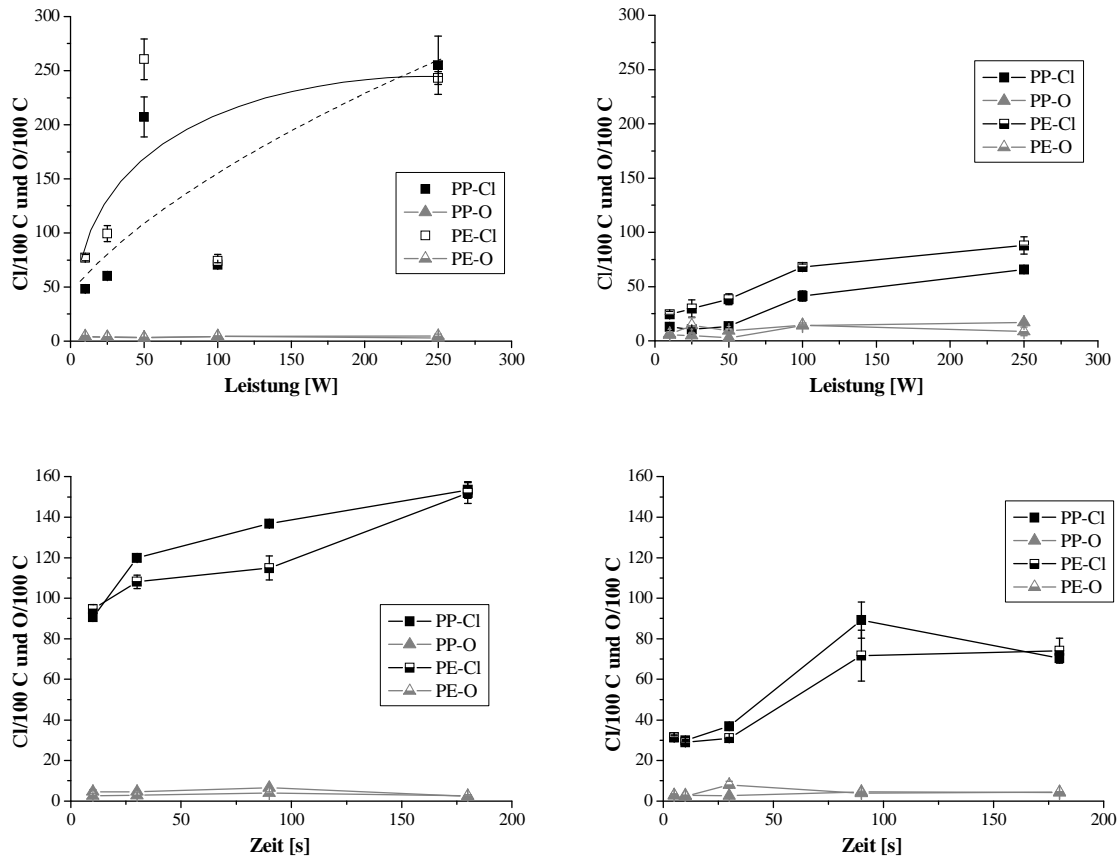 300
250
200
150
100
50
0
Cl/100 C und O/100 C
0 50 100 150 200 250 300
Leistung [W]
PP-Cl
PP-O
PE-Cl
PE-O
300
250
200
150
100
50
0
Cl/100 C und O/100 C
0 50 100 150 200 250 300
Leistung [W]
PP-Cl
PP-O
PE-Cl
PE-O
160
140
120
100
80
60
40
20
0
Cl/100 C und O/100 C
0 50 100 150 200
Zeit [s]
PP-Cl
PP-O
PE-Cl
PE-O
160
140
120
100
80
60
40
20
0
Cl/100 C und O/100 C
0 50 100 150 200
Zeit [s]
PP-Cl
PP-O
PE-Cl
PE-O